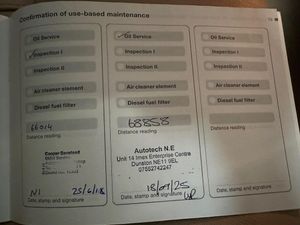 Confirmation of use-based maintenance
Oil Service
Inspection I
Inspection II
Air cleaner element
Diesel fuel filter
66014
Distance reading
Cooper Sunderland
NI 25/6/18
Date, stamp and signature
Oil Service
Inspection I
Inspection II
Air cleaner element
Diesel fuel filter
68858
Distance reading
Autotech N.E
Unit 14 Imex Enterprise Centre
Dunston NE11 9EL
07552742247
18/07/25
Date, stamp and signature
Oil Service
Inspection I
Inspection II
Air cleaner element
Diesel fuel filter
Distance reading
Date, stamp and signature